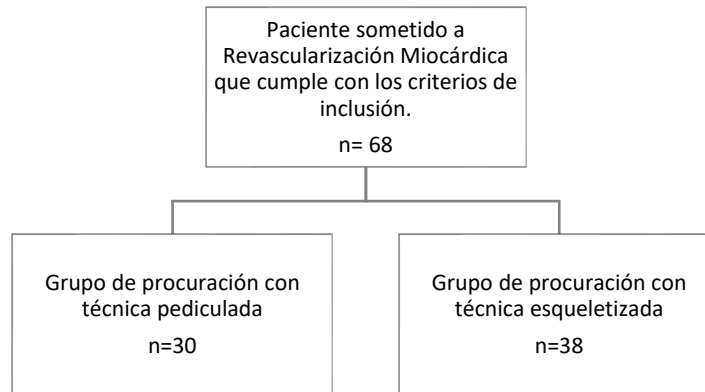 Paciente sometido a
Revascularización Miocárdica
que cumple con los criterios de
inclusión.
n= 68
Grupo de procuración con
técnica pediculada
n=30
Grupo de procuración con
técnica esqueletizada
n=38